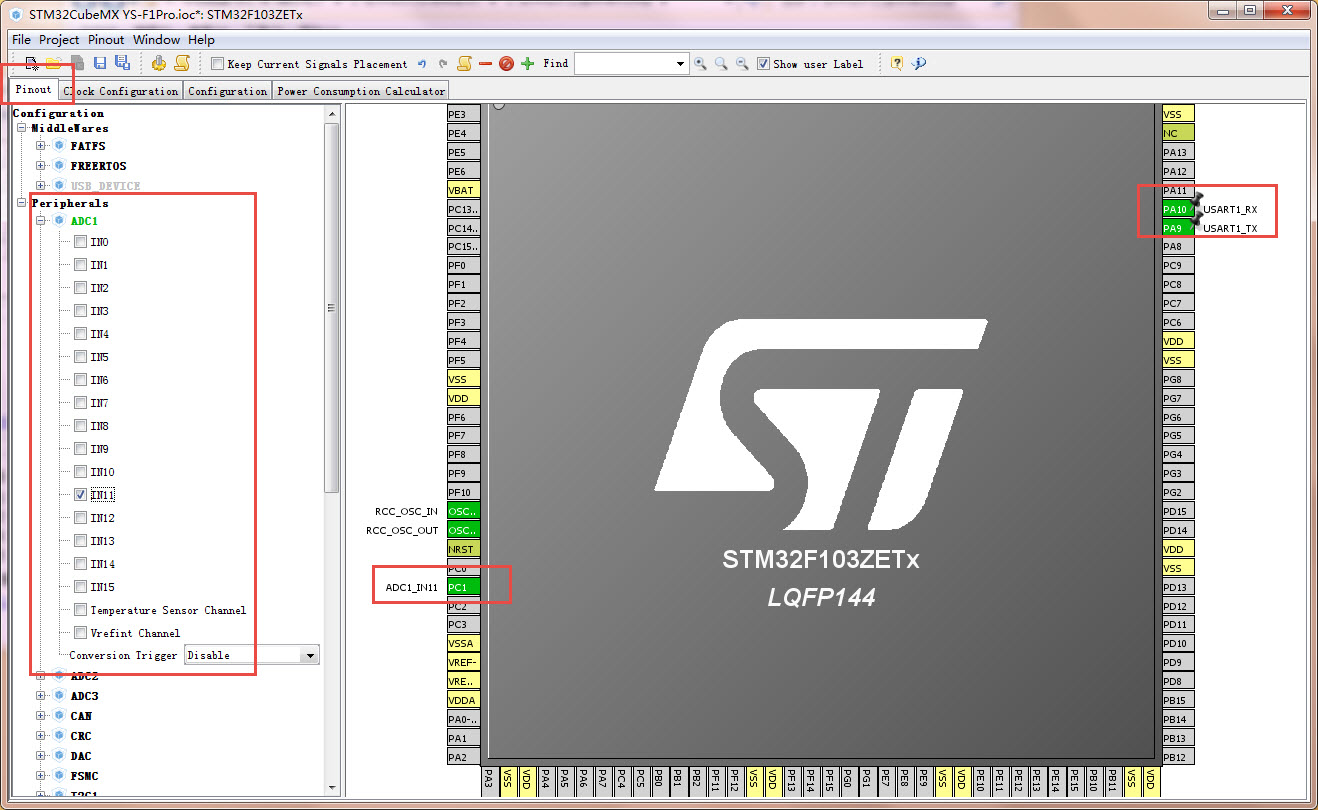 STM32CubeMX YS-F1Pro.ioc*: STM32F103ZETx
File Project Pinout Window Help
Keep Current Signals Placement
Find
Show user Label
Pinout
Clock Configuration
Configuration
Power Consumption Calculator
Configuration
MiddleWares
FATFS
FREERTOS
USB_DEVICE
Peripherals
ADC1
IN0
IN1
IN2
IN3
IN4
IN5
IN6
IN7
IN8
IN9
IN10
IN11
IN12
IN13
IN14
IN15
Temperature Sensor Channel
Vrefint Channel
Conversion Trigger Disable
ADC2
ADC3
CAN
CRC
DAC
FSMC
I2C1
PE3
PE4
PE5
PE6
VBAT
PC13..
PC14..
PC15..
PF0
PF1
PF2
PF3
PF4
PF5
VSS
VDD
PF6
PF7
PF8
PF9
PF10
RCC_OSC_IN OSC..
RCC_OSC_OUT OSC..
NRST
PC0
ADC1_IN11 PC1
PC2
PC3
VSSA
VREF-
VRE..
VDDA
PA0-..
PA1
PA2
STM32F103ZETx
LQFP144
VSS
NC
PA13
PA12
PA11
PA10 USART1_RX
PA9 USART1_TX
PA8
PC9
PC8
PC7
PC6
VDD
VSS
PG8
PG7
PG6
PG5
PG4
PG3
PG2
PD15
PD14
VDD
VSS
PD13
PD12
PD11
PD10
PD9
PD8
PB15
PB14
PB13
PB12
PA3
VSS
VDD
PA4
PA5
PA6
PA7
PC4
PC5
PB0
PB1
PB2
PF11
PF12
VSS
VDD
PF13
PF14
PF15
PG0
PG1
PE7
PE8
PE9
VSS
VDD
PE10
PE11
PE12
PE13
PE14
PE15
PB10
PB11
VSS
VDD